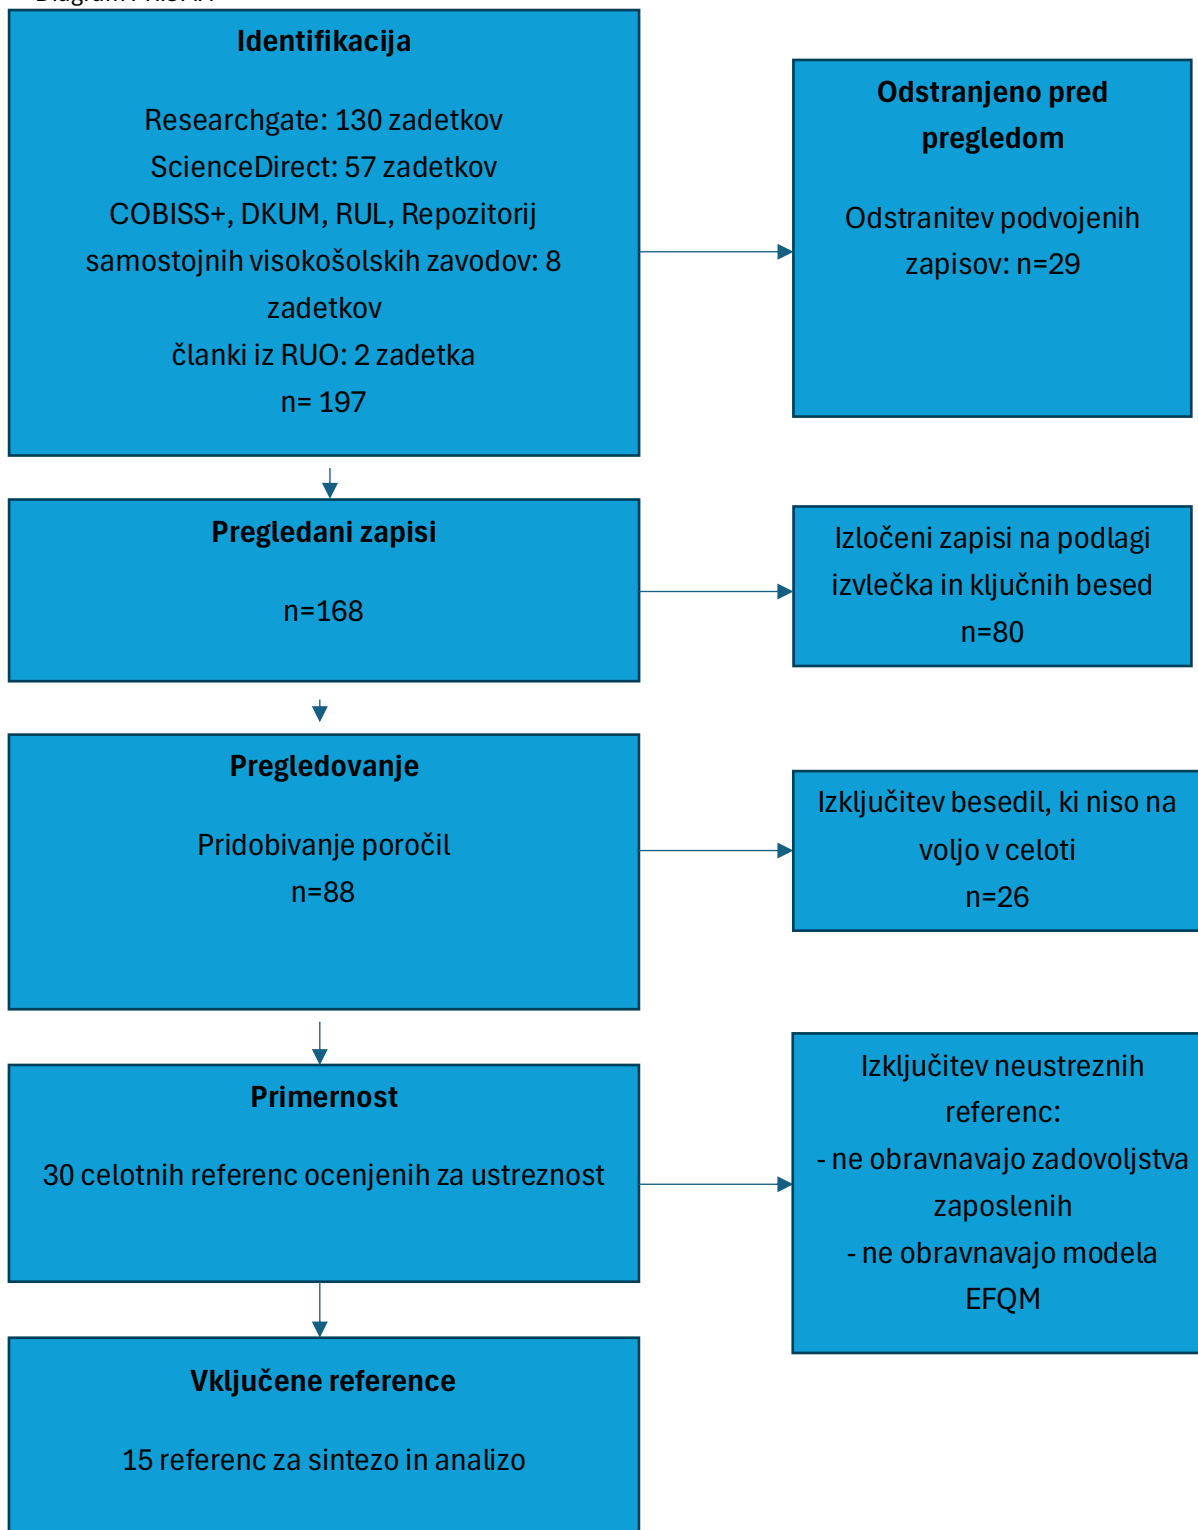 Identifikacija
Researchgate: 130 zadetkov
ScienceDirect: 57 zadetkov
COBISS+, DKUM, RUL, Repozitorij
samostojnih visokošolskih zavodov: 8
zadetkov
članki iz RUO: 2 zadetka
n= 197
Odstranjeno pred
pregledom
Odstranitev podvojenih
zapisov: n=29
Pregledani zapisi
n=168
Izločeni zapisi na podlagi
izvlečka in ključnih besed
n=80
Pregledovanje
Pridobivanje poročil
n=88
Izključitev besedil, ki niso na
voljo v celoti
n=26
Primernost
30 celotnih referenc ocenjenih za ustreznost
Izključitev neustreznih
referenc:
- ne obravnavajo zadovoljstva
zaposlenih
- ne obravnavajo modela
EFQM
Vključene reference
15 referenc za sintezo in analizo